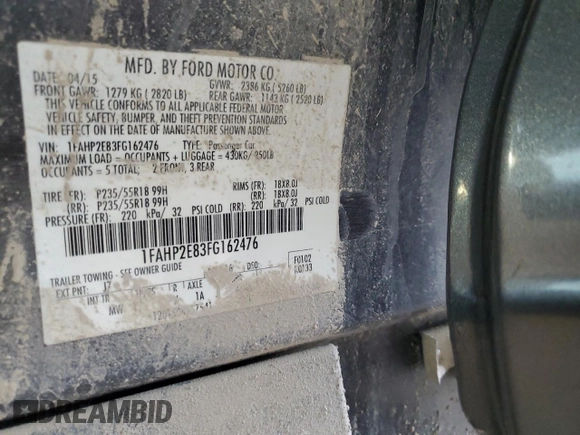 MFD. BY FORD MOTOR CO.
DATE: 04/15 GVWR: 2386 KG ( 5260 LB)
FRONT GAWR: 1279 KG ( 2820 LB) REAR GAWR: 1143 KG ( 2520 LB)
THIS VEHICLE CONFORMS TO ALL APPLICABLE FEDERAL MOTOR
VEHICLE SAFETY, BUMPER, AND THEFT PREVENTION STANDARDS
IN EFFECT ON THE DATE OF MANUFACTURE SHOWN ABOVE.
VIN: 1FAHP2E83FG162476 TYPE: Passenger Car
MAXIMUM LOAD = OCCUPANTS + LUGGAGE = 430KG/ 950LB
OCCUPANTS = 5 TOTAL: 2 FRONT, 3 REAR
TIRE (FR): P235/55R18 99H RIMS (FR): 18X8.0J
(RR): P235/55R18 99H (RR): 18X8.0J
PRESSURE (FR): 220 kPa/ 32 PSI COLD (RR): 220 kPa/ 32 PSI COLD
1FAHP2E83FG162476
TRAILER TOWING - SEE OWNER GUIDE DSO: F0102
EXT PNT: J7 R AXLE
INT TR 1A
MW
DREAMBID